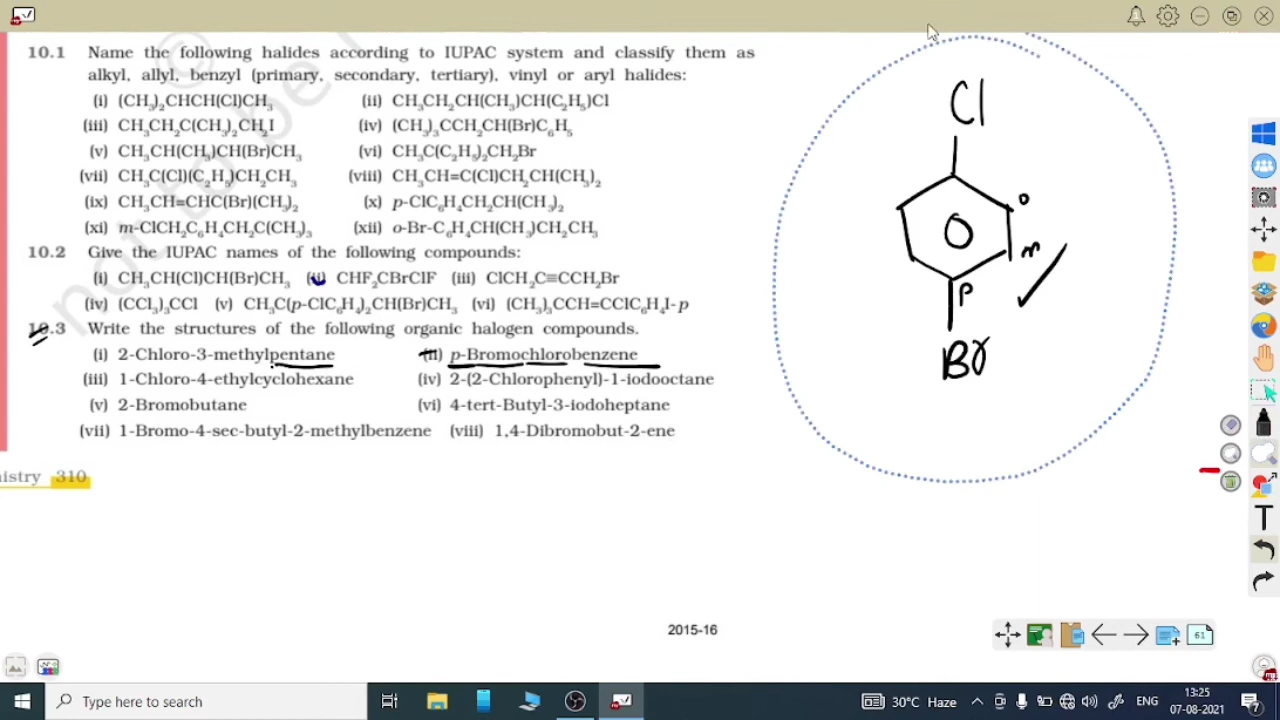 10.1 Name the following halides according to IUPAC system and classify them as
alkyl, allyl, benzyl (primary, secondary, tertiary), vinyl or aryl halides:
(i) (CH₃)₂CHCH(Cl)CH₃ (ii) CH₃CH₂CH(CH₃)CH(C₂H₅)Cl
(iii) CH₃CH₂C(CH₃)₂CH₂I (iv) (CH₃)₃CCH₂CH(Br)C₆H₅
(v) CH₃CH(CH₃)CH(Br)CH₃ (vi) CH₃C(C₂H₅)₂CH₂Br
(vii) CH₃C(Cl)(C₂H₅)CH₂CH₃ (viii) CH₃CH=C(Cl)CH₂CH(CH₃)₂
(ix) CH₃CH=CHC(Br)(CH₃)₂ (x) p-ClC₆H₄CH₂CH(CH₃)₂
(xi) m-ClCH₂C₆H₄CH₂C(CH₃)₃ (xii) o-Br-C₆H₄CH(CH₃)CH₂CH₃
10.2 Give the IUPAC names of the following compounds:
(i) CH₃CH(Cl)CH(Br)CH₃ CHF₂CBrClF (iii) ClCH₂C≡CCH₂Br
(iv) (CCl₃)₃CCl (v) CH₃C(p-ClC₆H₄)₂CH(Br)CH₃ (vi) (CH₃)₃CCH=CClC₆H₄I-p
10.3 Write the structures of the following organic halogen compounds.
(i) 2-Chloro-3-methylpentane (ii) p-Bromochlorobenzene
(iii) 1-Chloro-4-ethylcyclohexane (iv) 2-(2-Chlorophenyl)-1-iodooctane
(v) 2-Bromobutane (vi) 4-tert-Butyl-3-iodoheptane
(vii) 1-Bromo-4-sec-butyl-2-methylbenzene (viii) 1,4-Dibromobut-2-ene
istry 310
not to be
©
2015-16
Cl
o
m
p
Br
T
61
Type here to search
30°C Haze
ENG
13:25
07-08-2021
7